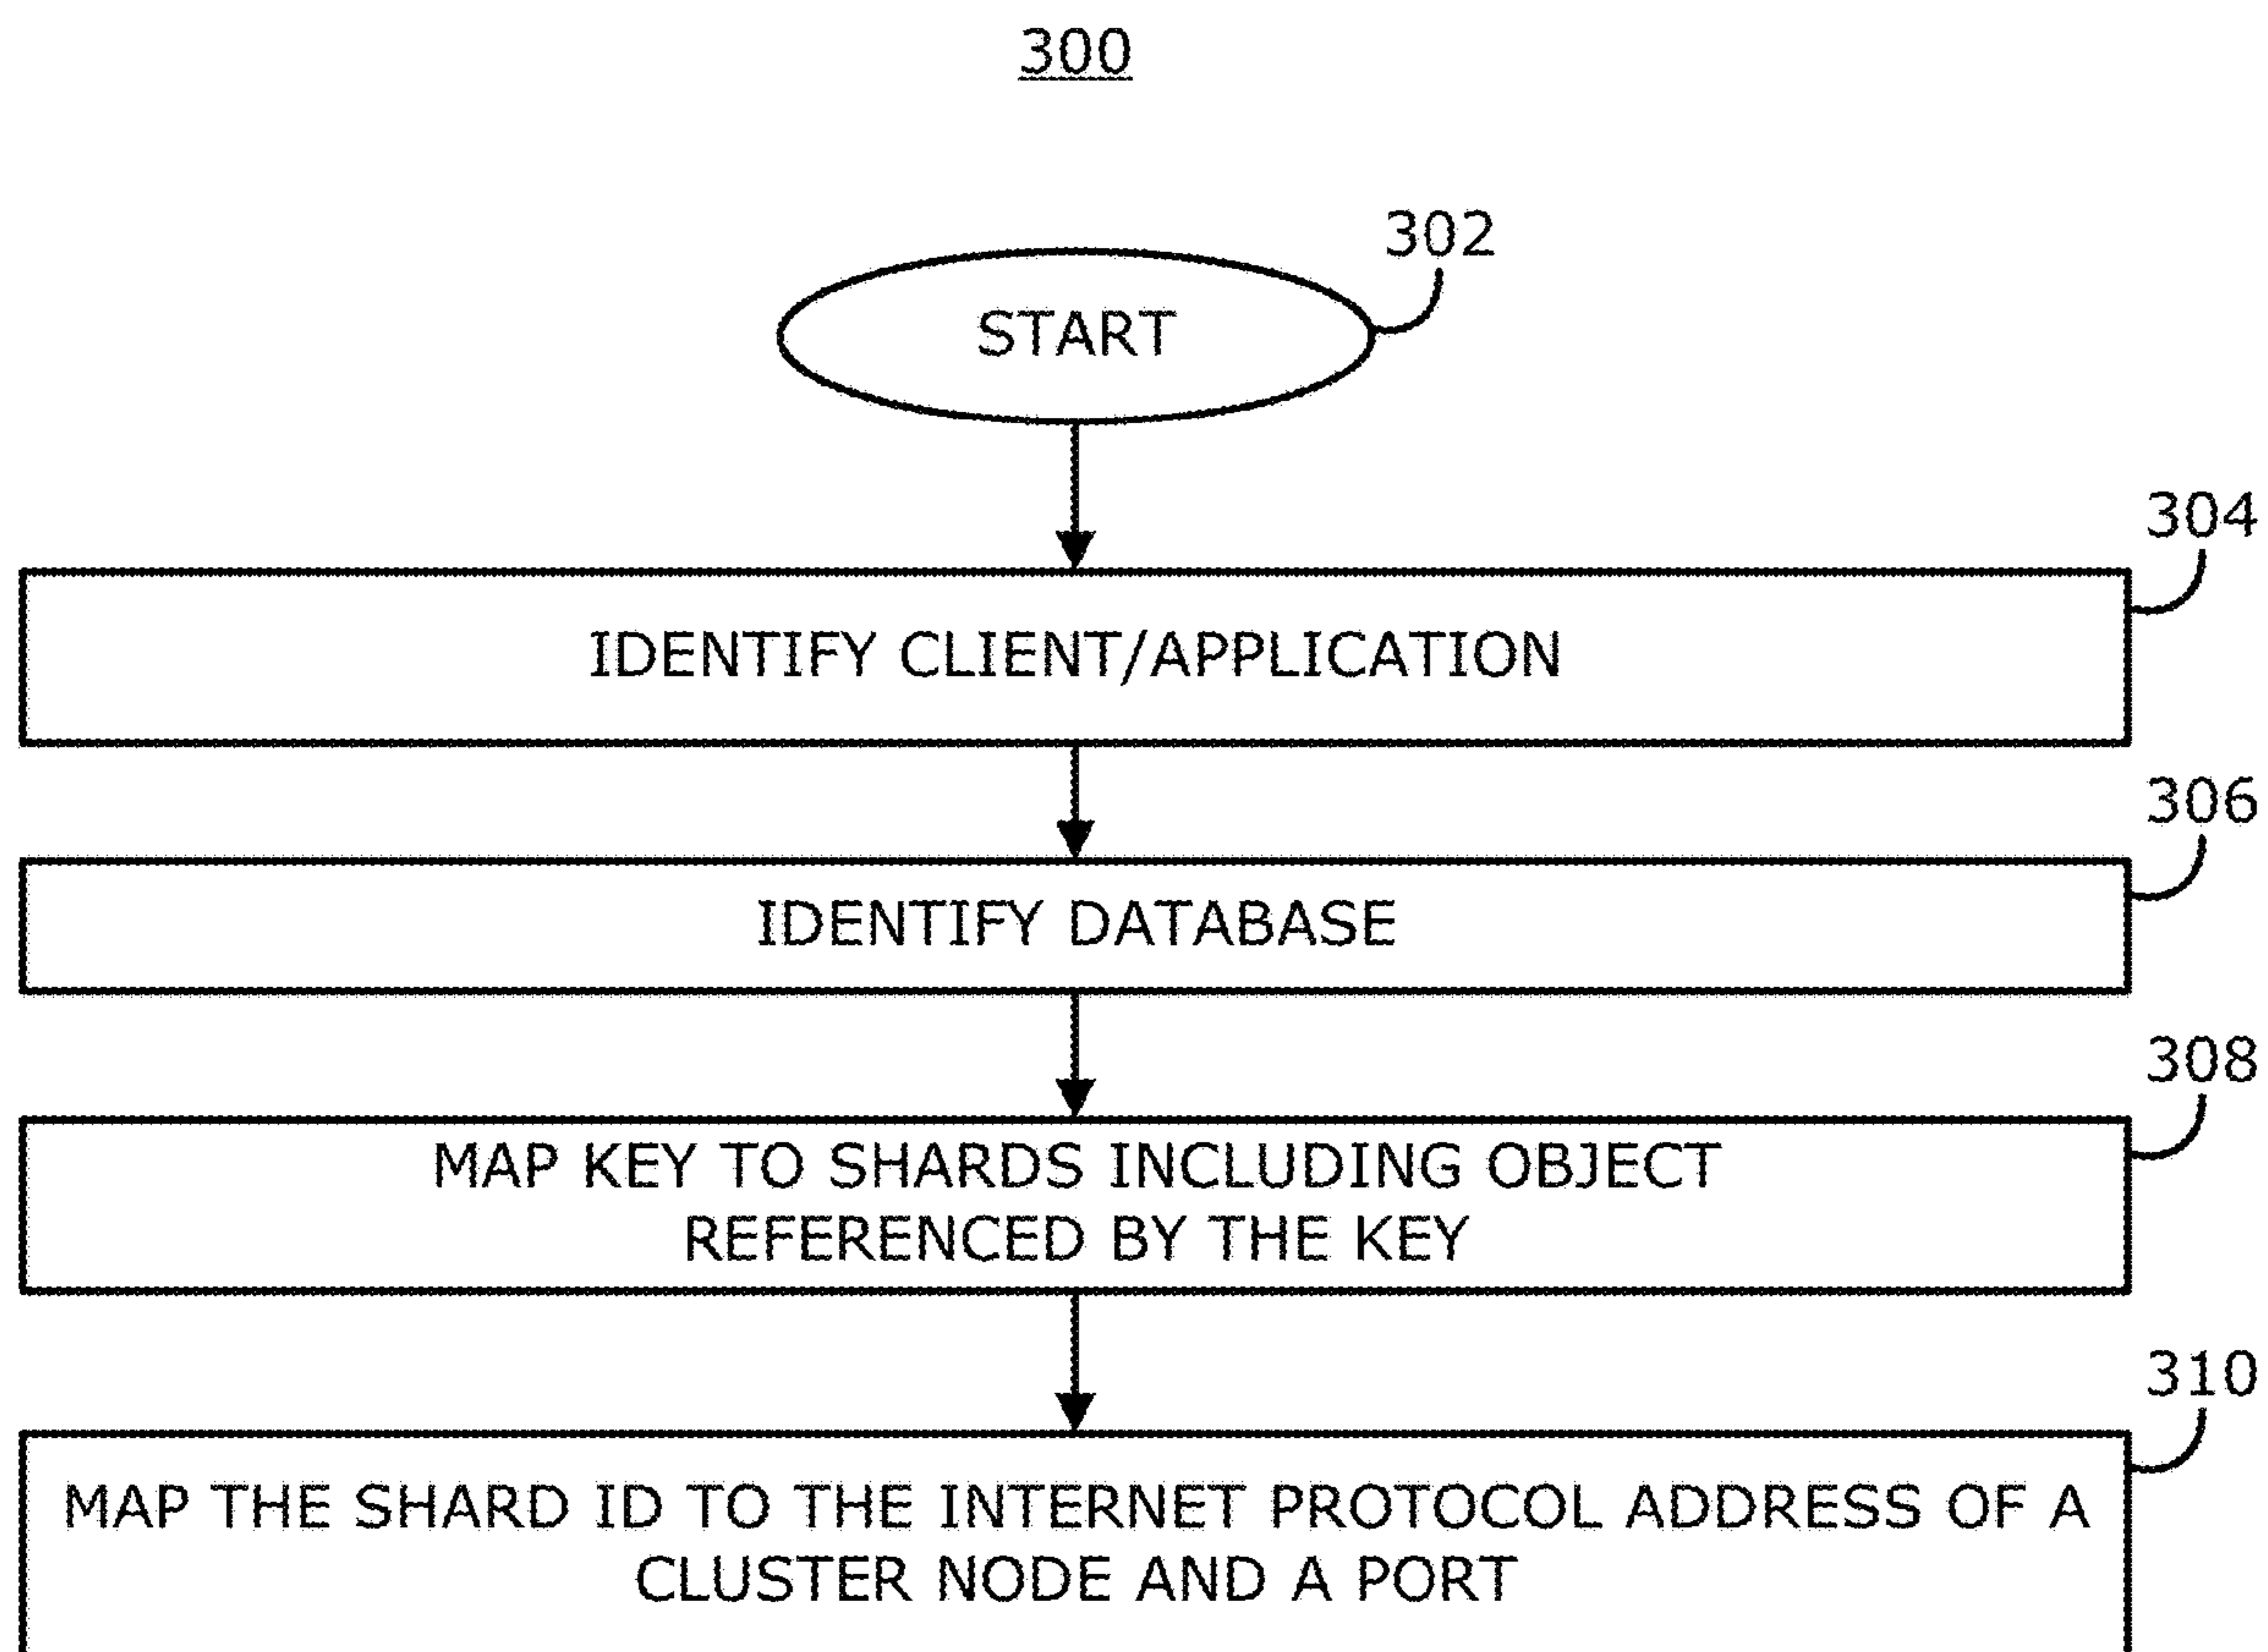 300
302
START
304
IDENTIFY CLIENT/APPLICATION
306
IDENTIFY DATABASE
308
MAP KEY TO SHARDS INCLUDING OBJECT
REFERENCED BY THE KEY
310
MAP THE SHARD ID TO THE INTERNET PROTOCOL ADDRESS OF A
CLUSTER NODE AND A PORT